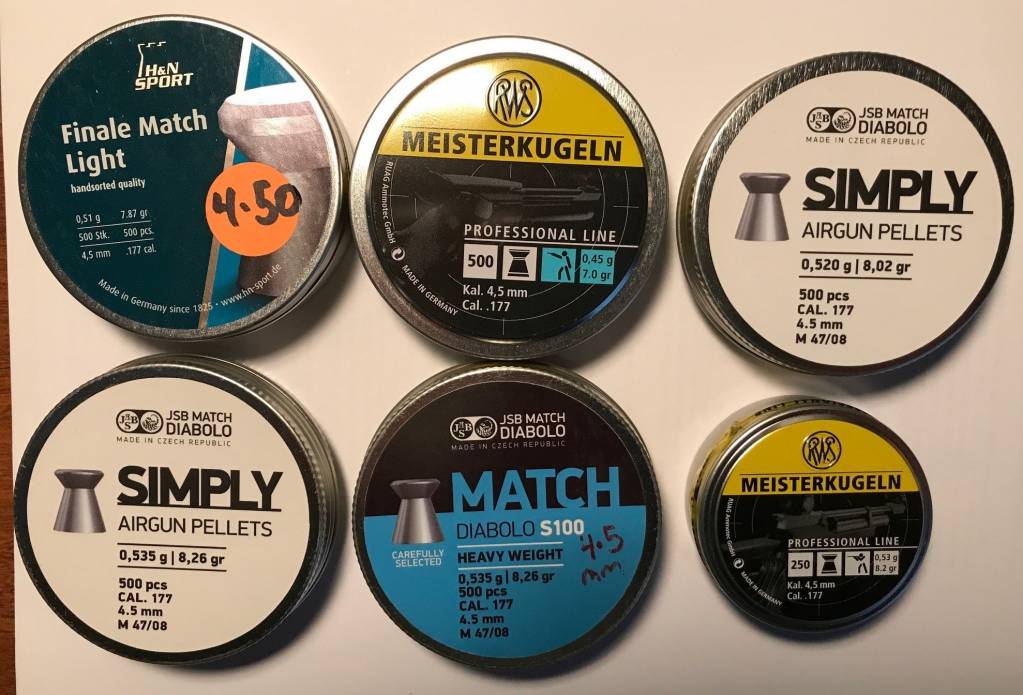 H&N
SPORT
Finale Match
Light
handsorted quality
0,51 g 7.87 gr
500 Stk. 500 pcs.
4,5 mm .177 cal.
4.50
Made in Germany since 1825 · www.hn-sport.de
RWS
MEISTERKUGELN
RUAG Ammotec GmbH
MADE IN GERMANY
PROFESSIONAL LINE
500
0,45 g
7.0 gr
Kal. 4,5 mm
Cal. .177
JSB
JSB MATCH
DIABOLO
MADE IN CZECH REPUBLIC
SIMPLY
AIRGUN PELLETS
0,520 g | 8,02 gr
500 pcs
CAL. 177
4.5 mm
M 47/08
JSB
JSB MATCH
DIABOLO
MADE IN CZECH REPUBLIC
SIMPLY
AIRGUN PELLETS
0,535 g | 8,26 gr
500 pcs
CAL. 177
4.5 mm
M 47/08
JSB
JSB MATCH
DIABOLO
MADE IN CZECH REPUBLIC
MATCH
DIABOLO S100
CAREFULLY
SELECTED
HEAVY WEIGHT
4.5
mm
0,535 g | 8,26 gr
500 pcs
CAL. 177
4.5 mm
M 47/08
RWS
MEISTERKUGELN
RUAG Ammotec GmbH
MADE IN GERMANY
PROFESSIONAL LINE
250
0,53 g
8.2 gr
Kal. 4,5mm
Cal. .177